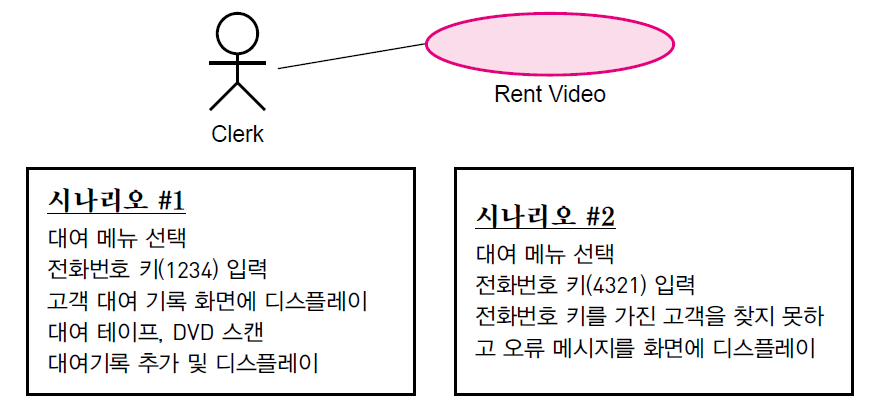 Clerk
Rent Video
시나리오 #1
대여 메뉴 선택
전화번호 키(1234) 입력
고객 대여 기록 화면에 디스플레이
대여 테이프, DVD 스캔
대여기록 추가 및 디스플레이
시나리오 #2
대여 메뉴 선택
전화번호 키(4321) 입력
전화번호 키를 가진 고객을 찾지 못하
고 오류 메시지를 화면에 디스플레이